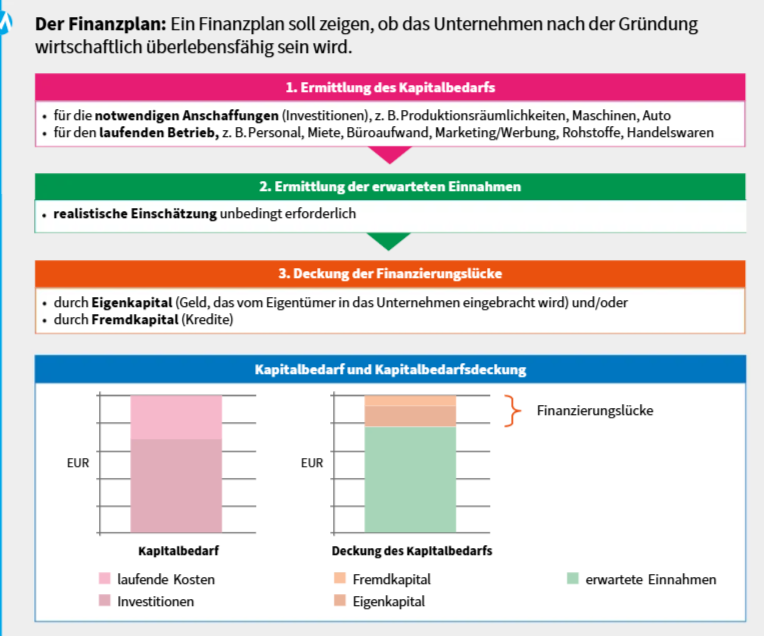 Der Finanzplan: Ein Finanzplan soll zeigen, ob das Unternehmen nach der Gründung
wirtschaftlich überlebensfähig sein wird.
1. Ermittlung des Kapitalbedarfs
• für die notwendigen Anschaffungen (Investitionen), z. B. Produktionsräumlichkeiten, Maschinen, Auto
• für den laufenden Betrieb, z. B. Personal, Miete, Büroaufwand, Marketing/Werbung, Rohstoffe, Handelswaren
2. Ermittlung der erwarteten Einnahmen
• realistische Einschätzung unbedingt erforderlich
3. Deckung der Finanzierungslücke
• durch Eigenkapital (Geld, das vom Eigentümer in das Unternehmen eingebracht wird) und/oder
• durch Fremdkapital (Kredite)
Kapitalbedarf und Kapitalbedarfsdeckung
Finanzierungslücke
EUR
EUR
Kapitalbedarf
Deckung des Kapitalbedarfs
laufende Kosten
Fremdkapital
erwartete Einnahmen
Investitionen
Eigenkapital